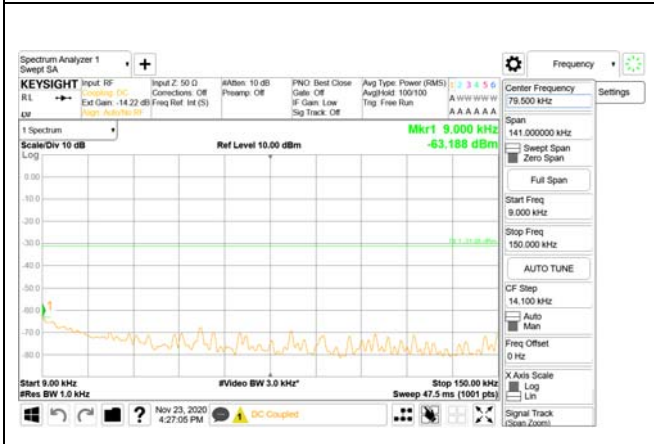 Spectrum Analyzer 1
Swept SA
Frequency
KEYSIGHT
RL
Input: RF
Coupling: DC
Ext Gain: -14.22 dB
Align: Auto/No RF
Input Z: 50 Ω
Corrections: Off
Freq Ref: Int (S)
#Atten: 10 dB
Preamp: Off
PNO: Best Close
Gate: Off
IF Gain: Low
Sig Track: Off
Avg Type: Power (RMS)
Avg|Hold: 100/100
Trig: Free Run
1 2 3 4 5 6
A W W W W W
A A A A A A
1 Spectrum
Scale/Div 10 dB
Log
Ref Level 10.00 dBm
Mkr1 9.000 kHz
-63.188 dBm
0.00
-10.0
-20.0
-30.0
-40.0
-50.0
-60.0
-70.0
-80.0
1
Start 9.00 kHz
#Res BW 1.0 kHz
#Video BW 3.0 kHz*
Stop 150.00 kHz
Sweep 47.5 ms (1001 pts)
Nov 23, 2020
4:27:05 PM
DC Coupled
Center Frequency
79.500 kHz
Settings
Span
141.000000 kHz
Swept Span
Zero Span
Full Span
Start Freq
9.000 kHz
Stop Freq
150.000 kHz
AUTO TUNE
CF Step
14.100 kHz
Auto
Man
Freq Offset
0 Hz
X Axis Scale
Log
Lin
Signal Track
(Span Zoom)